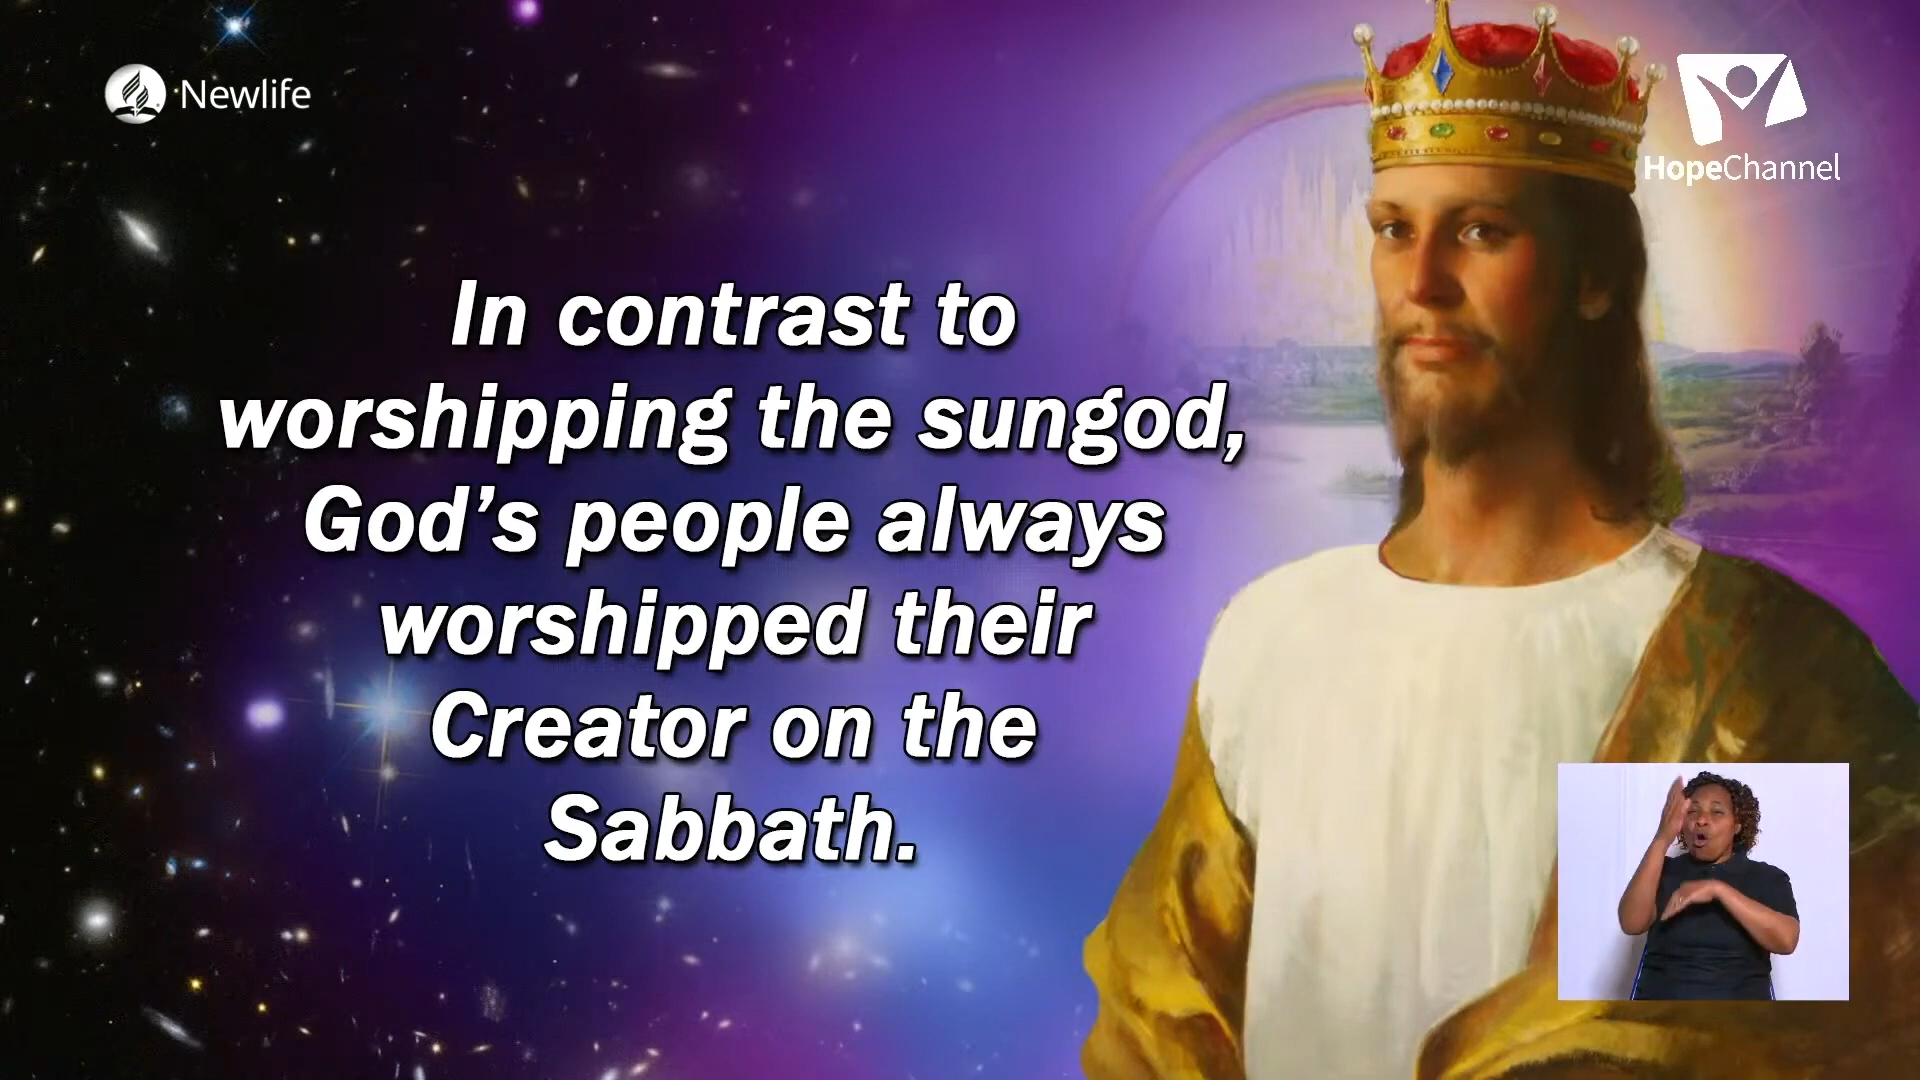 Newlife
HopeChannel
In contrast to
worshipping the sungod,
God’s people always
worshipped their
Creator on the
Sabbath.